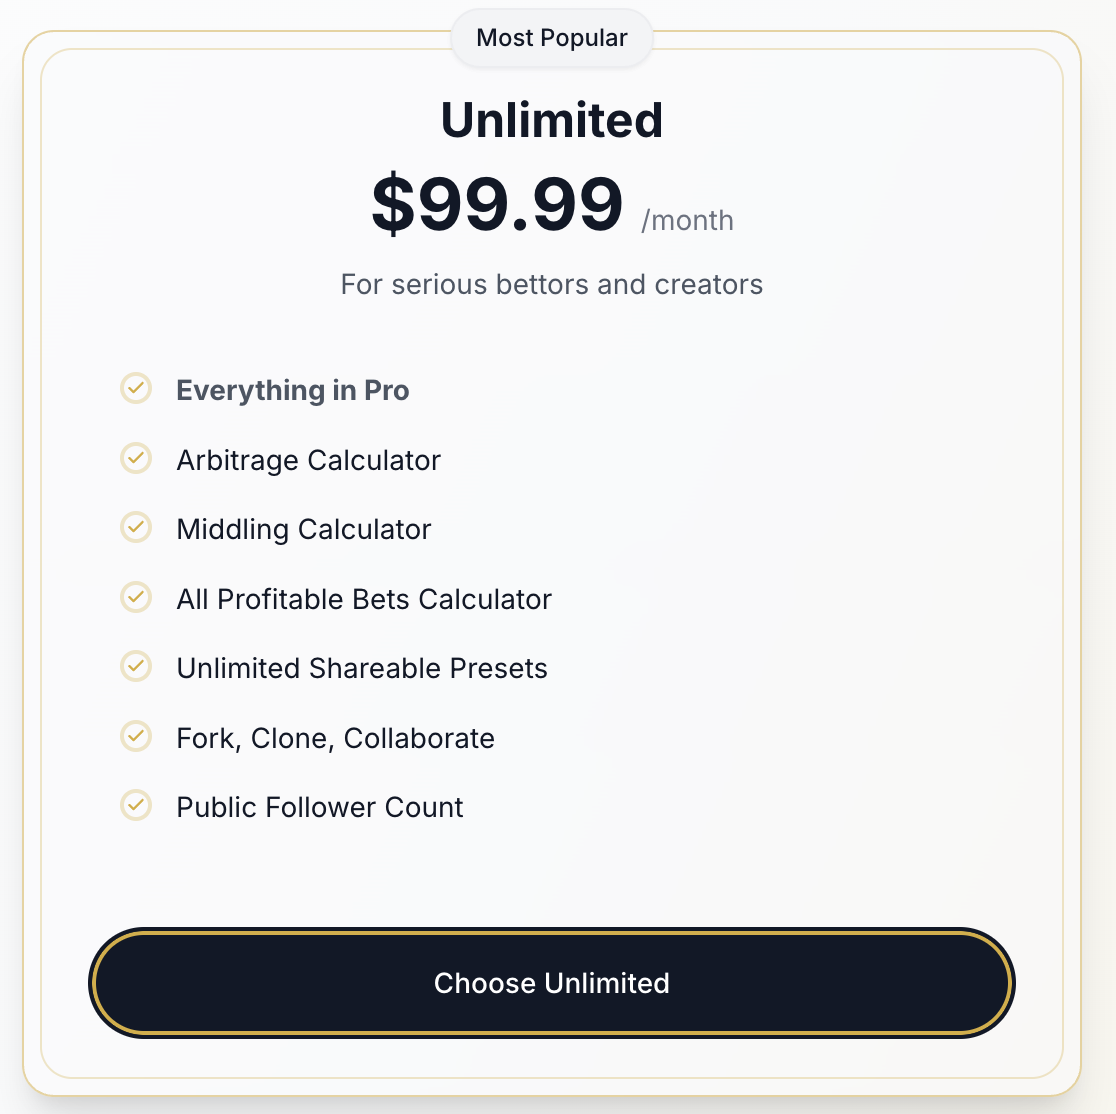 Most Popular
Unlimited
$99.99 /month
For serious bettors and creators
Everything in Pro
Arbitrage Calculator
Middling Calculator
All Profitable Bets Calculator
Unlimited Shareable Presets
Fork, Clone, Collaborate
Public Follower Count
Choose Unlimited